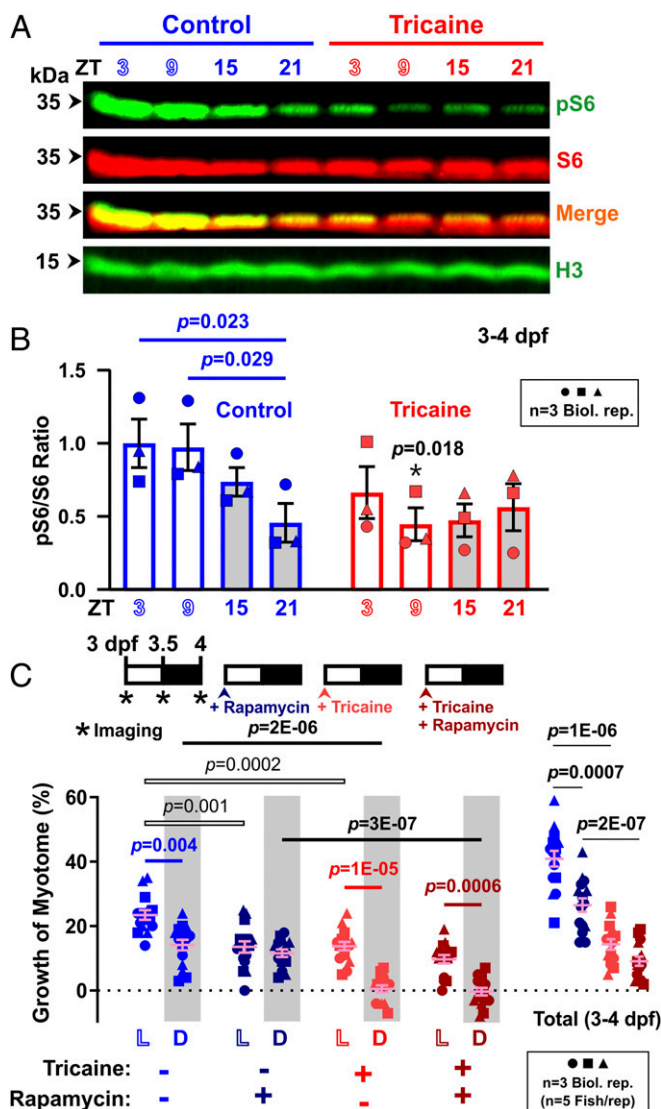 A
Control Tricaine
ZT 3 9 15 21 3 9 15 21
kDa
35 pS6
35 S6
35 Merge
15 H3
B
p=0.023
3-4 dpf
p=0.029
1.5
Control Tricaine
n=3 Biol. rep.
p=0.018
*
1.0
0.5
0.0
pS6/S6 Ratio
ZT 3 9 15 21 3 9 15 21
C
3 dpf 3.5 4
+ Rapamycin + Tricaine + Tricaine
+ Rapamycin
* * *
* Imaging
p=2E-06
p=1E-06
p=0.0002
p=0.0007
p=0.001
p=3E-07
p=2E-07
p=0.004 p=1E-05 p=0.0006
60
40
20
0
Growth of Myotome (%)
Total (3-4 dpf)
L D L D L D L D
Tricaine: - - + +
Rapamycin: - + - +
n=3 Biol. rep.
(n=5 Fish/rep)